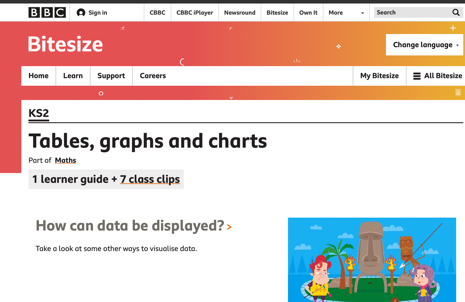 BBC Sign in CBBC CBBC iPlayer Newsround Bitesize Own It More Search
Bitesize
Change language
Home Learn Support Careers My Bitesize All Bitesize
KS2
Tables, graphs and charts
Part of Maths
1 learner guide + 7 class clips
How can data be displayed?
Take a look at some other ways to visualise data.